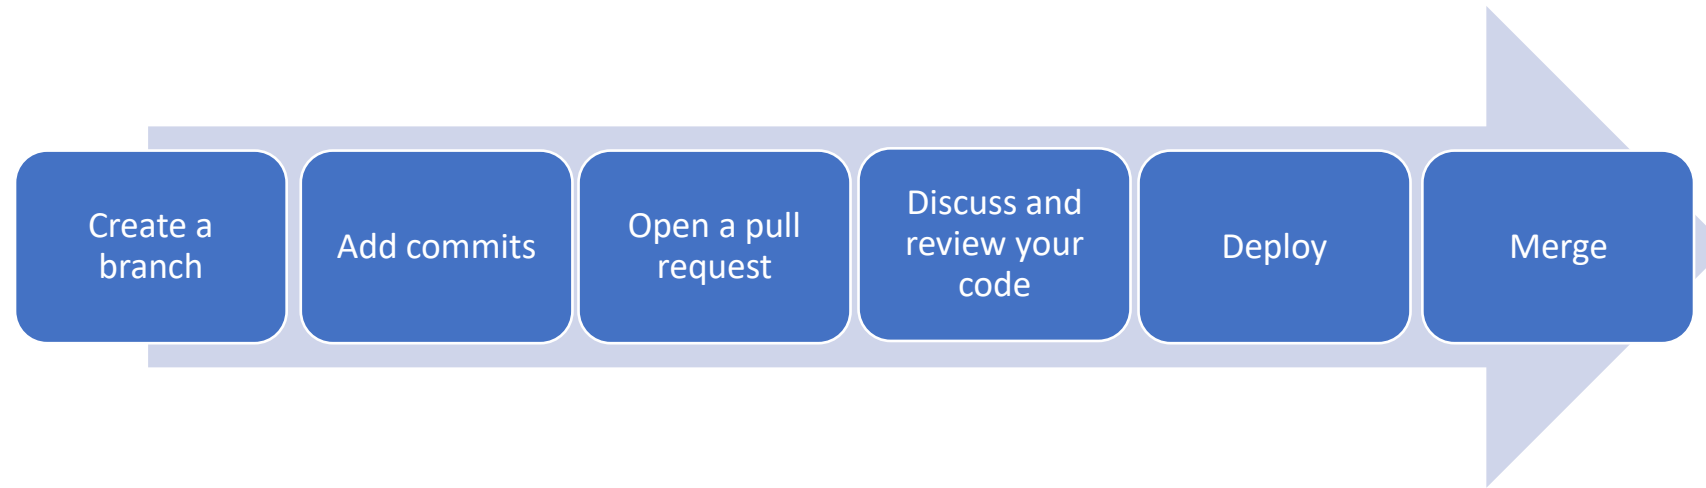 Create a
branch
Add commits
Open a pull
request
Discuss and
review your
code
Deploy
Merge